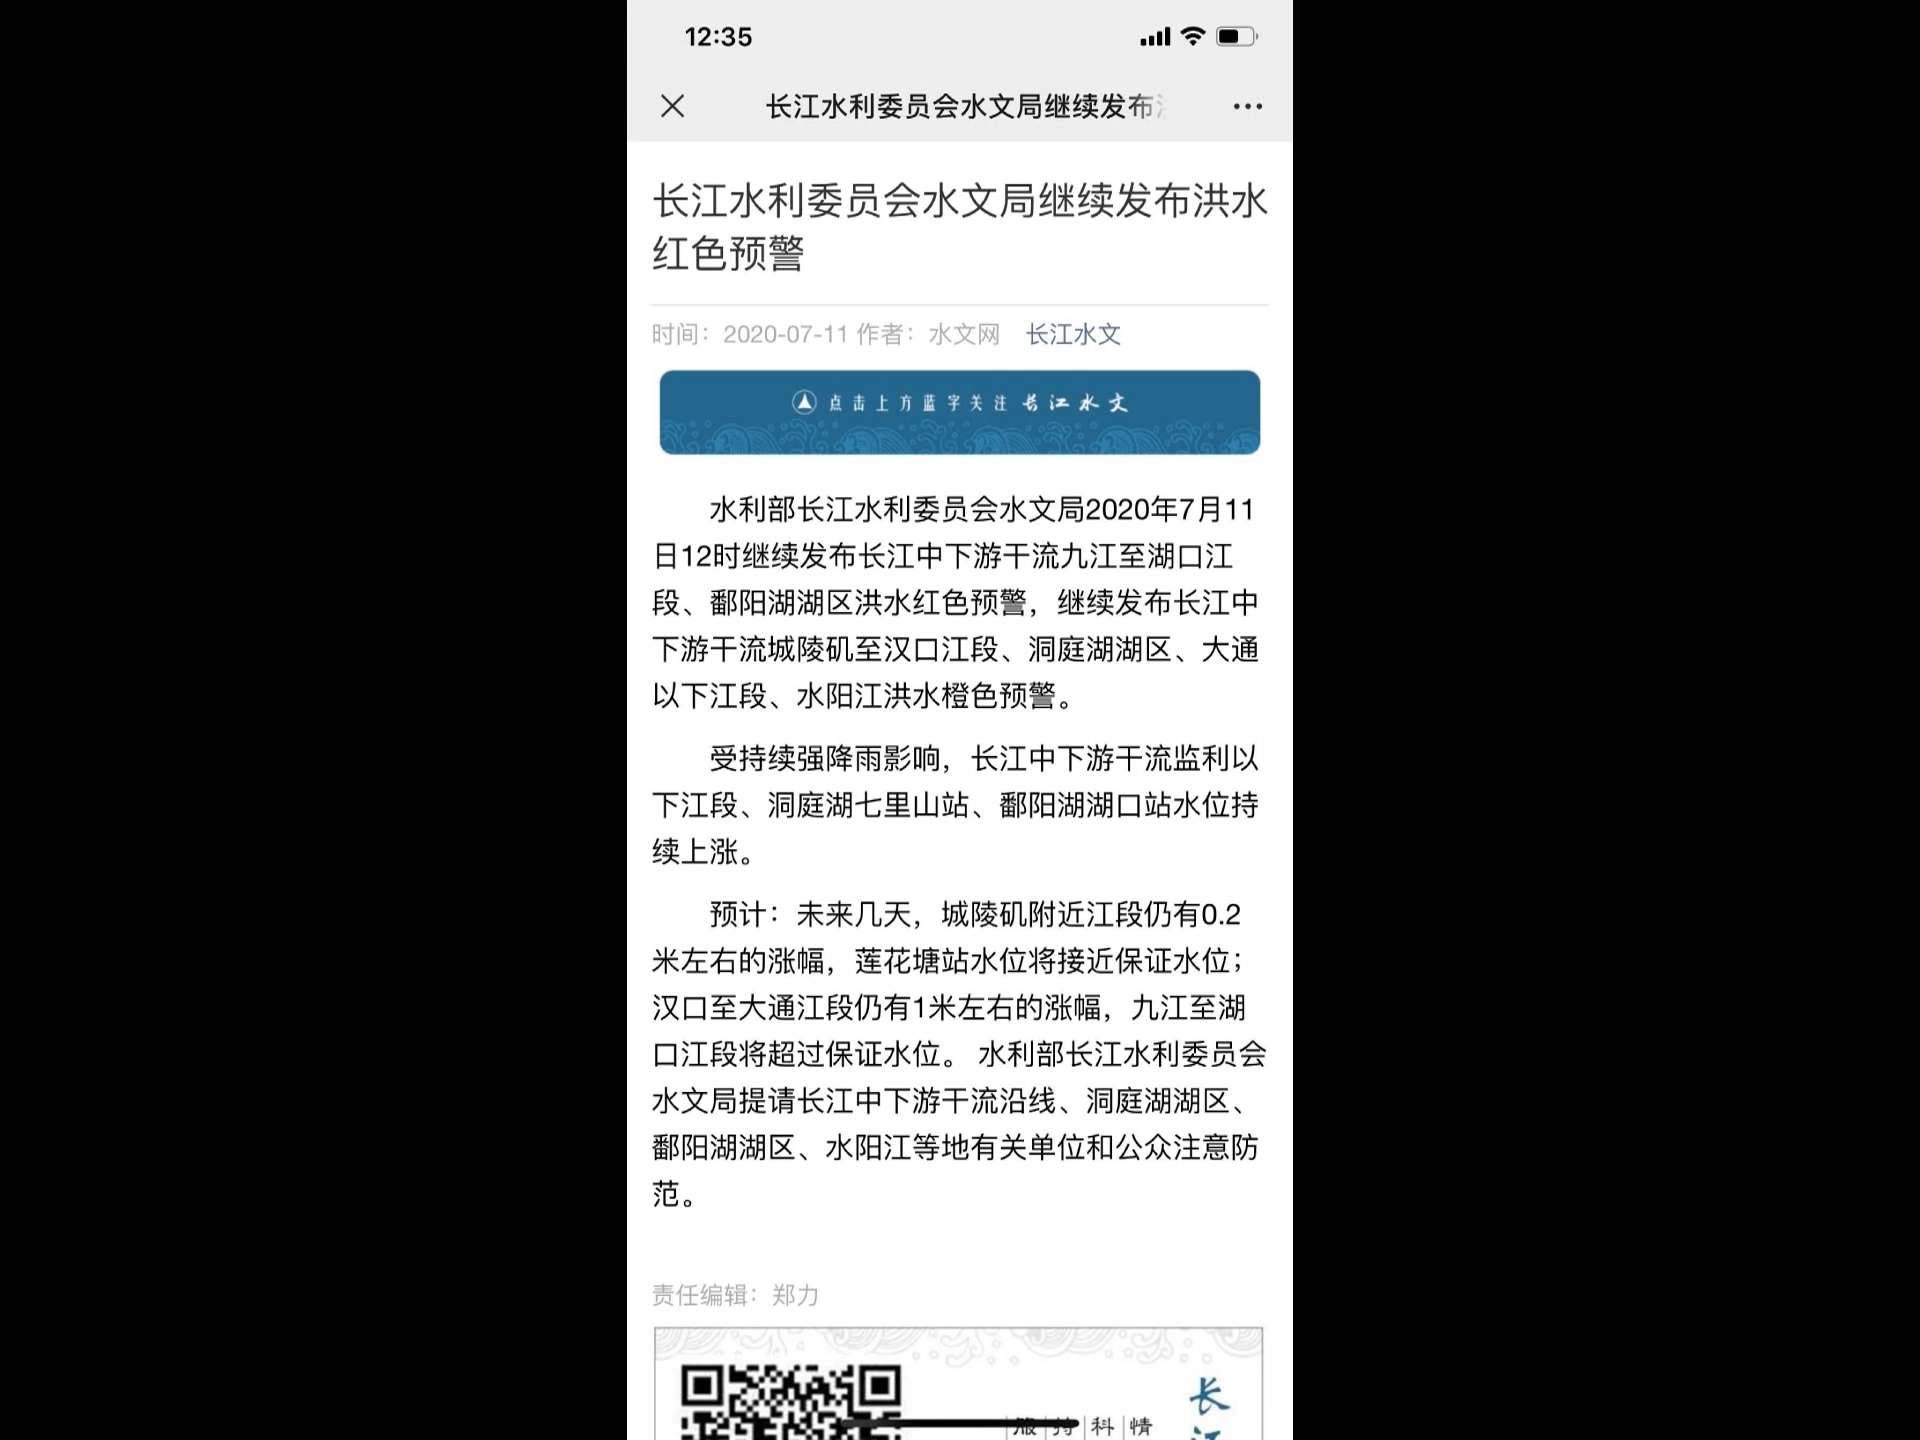 12:35
长江水利委员会水文局继续发布
长江水利委员会水文局继续发布洪水
红色预警
时间：2020-07-11 作者：水文网 长江水文
点击上方蓝字关注 长江水文
水利部长江水利委员会水文局2020年7月11
日12时继续发布长江中下游干流九江至湖口江
段、鄱阳湖湖区洪水红色预警，继续发布长江中
下游干流城陵矶至汉口江段、洞庭湖湖区、大通
以下江段、水阳江洪水橙色预警。
受持续强降雨影响，长江中下游干流监利以
下江段、洞庭湖七里山站、鄱阳湖湖口站水位持
续上涨。
预计：未来几天，城陵矶附近江段仍有0.2
米左右的涨幅，莲花塘站水位将接近保证水位；
汉口至大通江段仍有1米左右的涨幅，九江至湖
口江段将超过保证水位。 水利部长江水利委员会
水文局提请长江中下游干流沿线、洞庭湖湖区、
鄱阳湖湖区、水阳江等地有关单位和公众注意防
范。
责任编辑：郑力
科 情
长